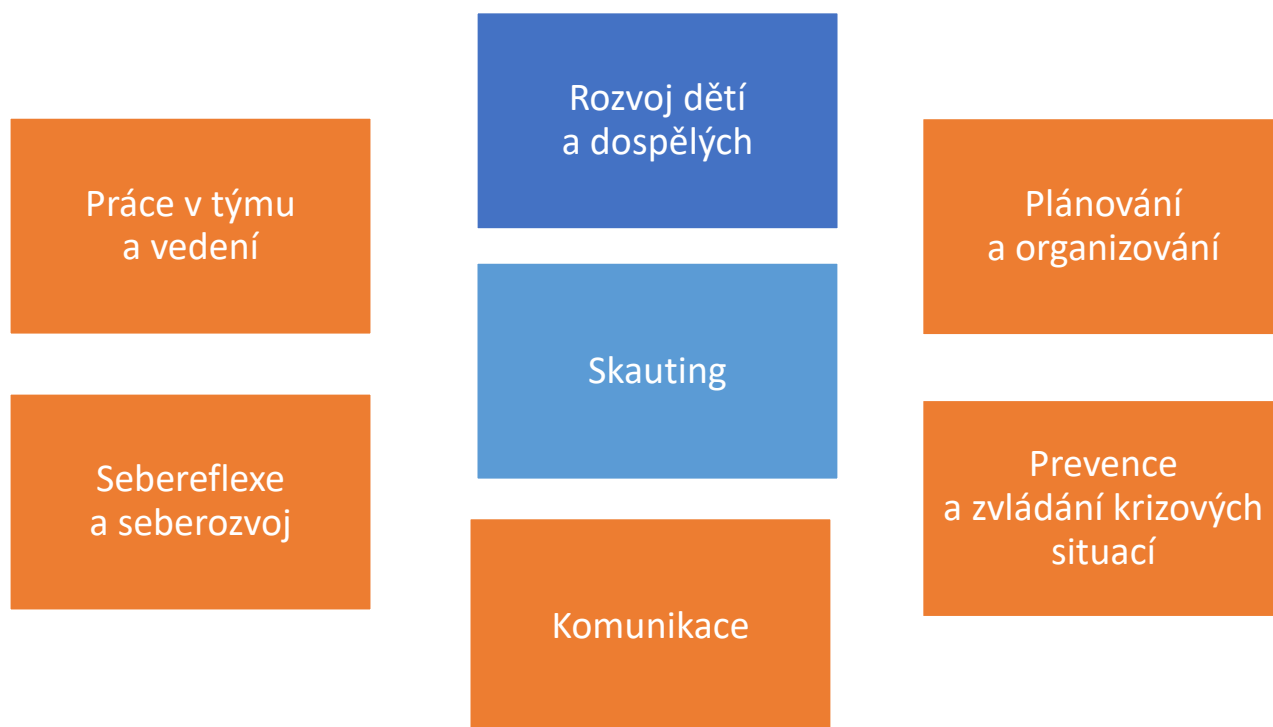 Rozvoj dětí
a dospělých
Práce v týmu
a vedení
Plánování
a organizování
Skauting
Sebereflexe
a seberozvoj
Prevence
a zvládání krizových
situací
Komunikace